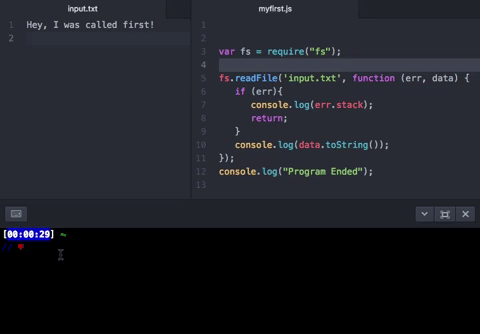 input.txt
1 Hey, I was called first!
2
myfirst.js
1
2
3 var fs = require("fs");
4
5 fs.readFile('input.txt', function (err, data) {
6 if (err){
7 console.log(err.stack);
8 return;
9 }
10 console.log(data.toString());
11 });
12 console.log("Program Ended");
13
[00:00:29] ~
//